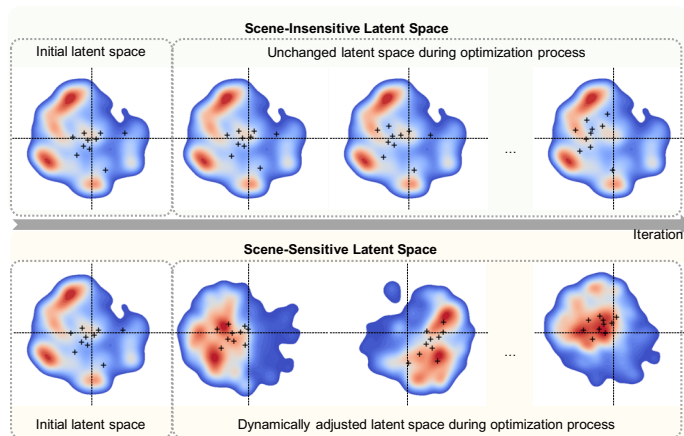 Scene-Insensitive Latent Space
Initial latent space
Unchanged latent space during optimization process
...
Iteration
Scene-Sensitive Latent Space
...
Initial latent space
Dynamically adjusted latent space during optimization process